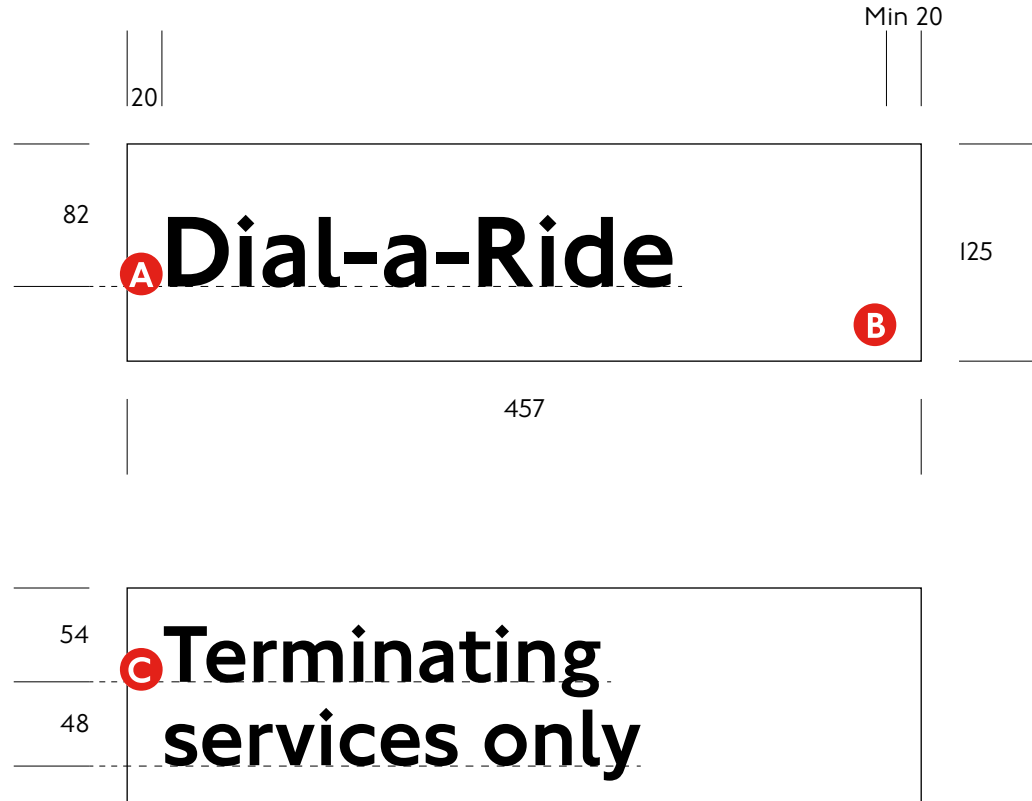 Min 20
20
82
A Dial-a-Ride
125
B
457
54
C Terminating
48
services only